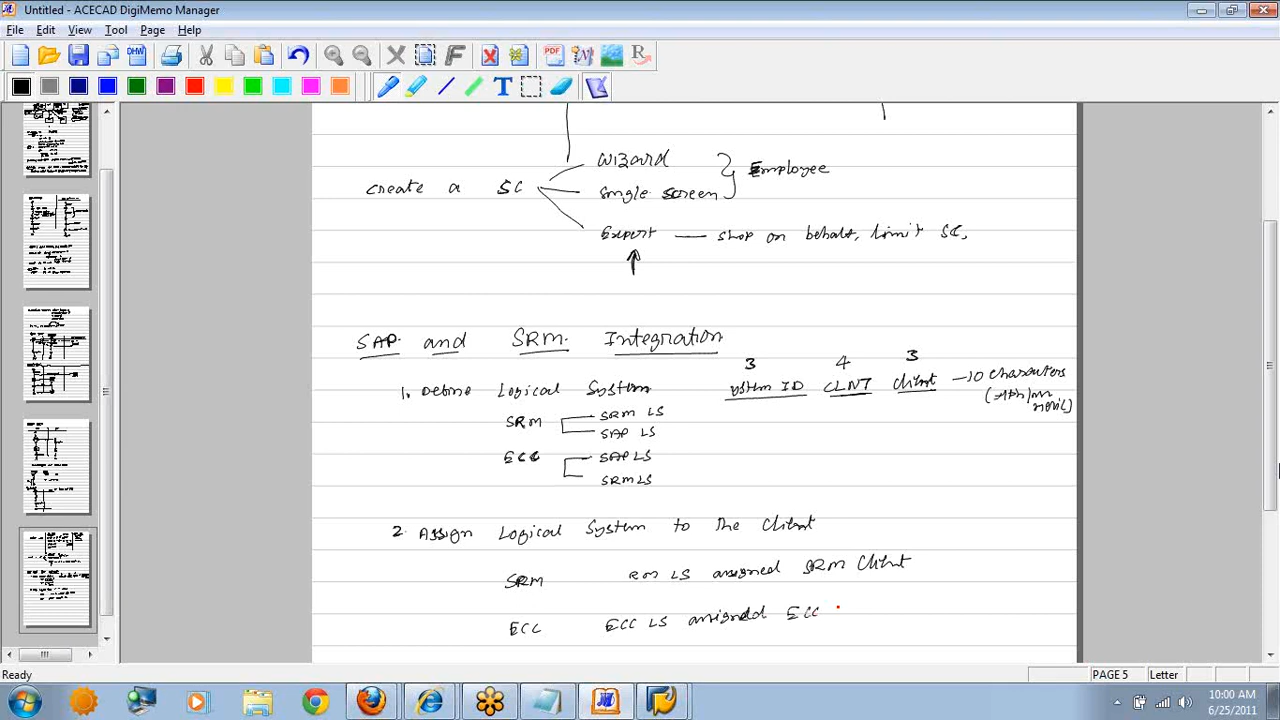 Untitled - ACECAD DigiMemo Manager
File Edit View Tool Page Help
Wizard
Employee
create a SC
Single Screen
Expert — Shop on behalf, limit SC,
SAP and SRM Integration
3 4 3
1. Define Logical System ystem ID CLNT Client — 10 characters
SRM SRM LS
SAP LS
ECC SAP LS
SRM LS
2. Assign Logical System to the Client
SRM RM LS assigned SRM Client
ECC ECC LS assigned ECC
Ready PAGE 5 Letter
10:00 AM
6/25/2011